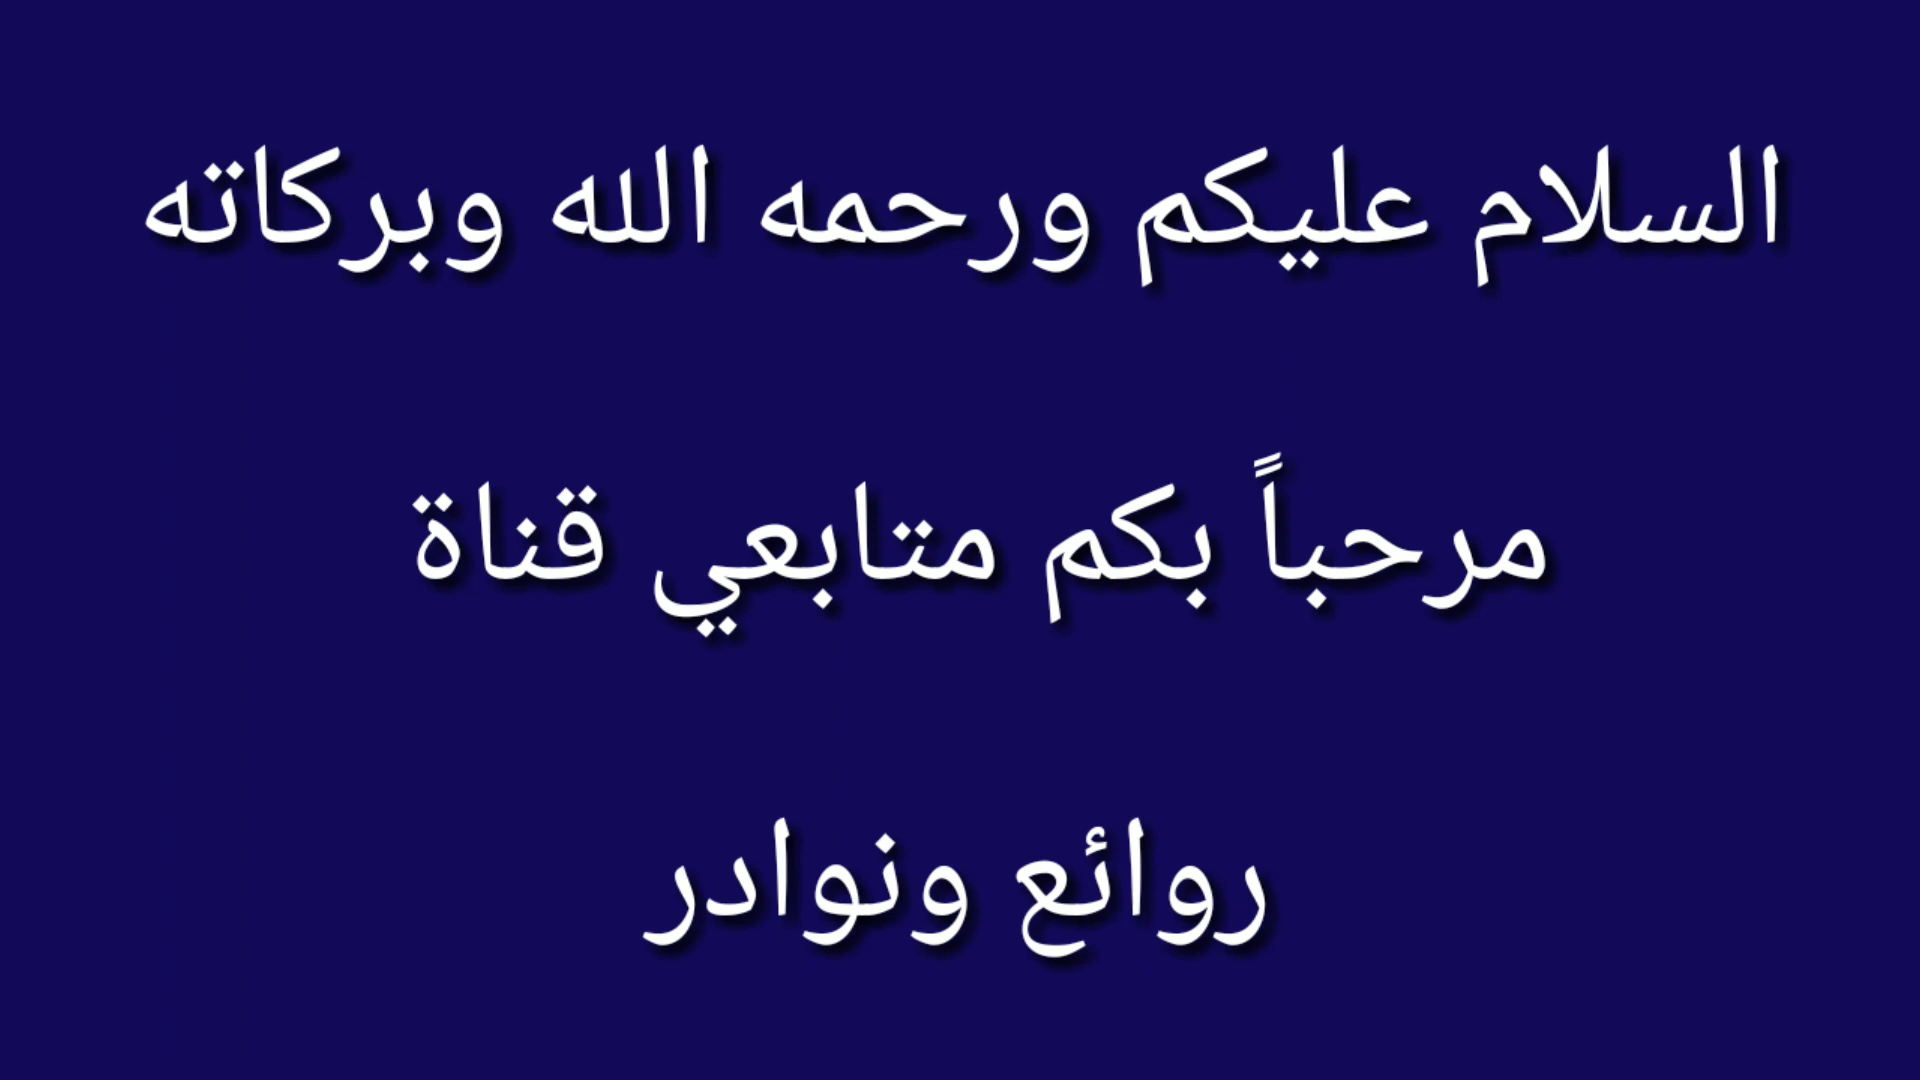 السلام عليكم ورحمه الله وبركاته
مرحباً بكم متابعي قناة
روائع ونوادر